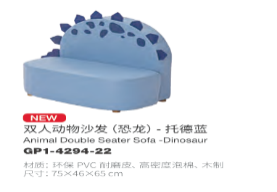 NEW
双人动物沙发 (恐龙) - 托德蓝
Animal Double Seater Sofa -Dinosaur
GP1-4294-22
材质: 环保 PVC 耐磨皮、高密度泡棉、木制
尺寸: 75×46×65 cm